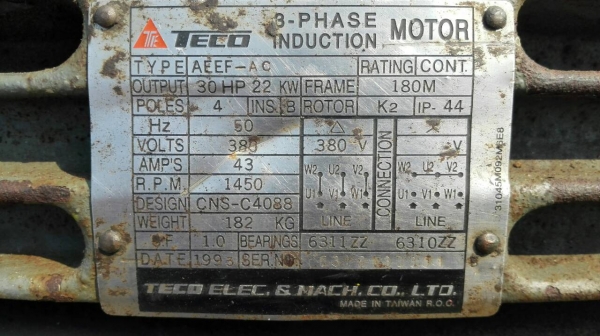 TECO 3-PHASE INDUCTION MOTOR
TYPE AEEF-AC RATING CONT.
OUTPUT 30 HP 22 KW FRAME 180M
POLES 4 INS. B ROTOR K2 IP-44
Hz 50 △
VOLTS 380 380 V V
AMP'S 43 W2 U2 V2 W2 U2 V2
R.P.M. 1450 U1 V1 W1 U1 V1 W1
DESIGN CNS-C4088
WEIGHT 182 KG LINE CONNECTION LINE
S.F. 1.0 BEARINGS 6311ZZ 6310ZZ
DATE SER.NO.
TECO ELEC. & MACH. CO., LTD.
MADE IN TAIWAN R.O.C.